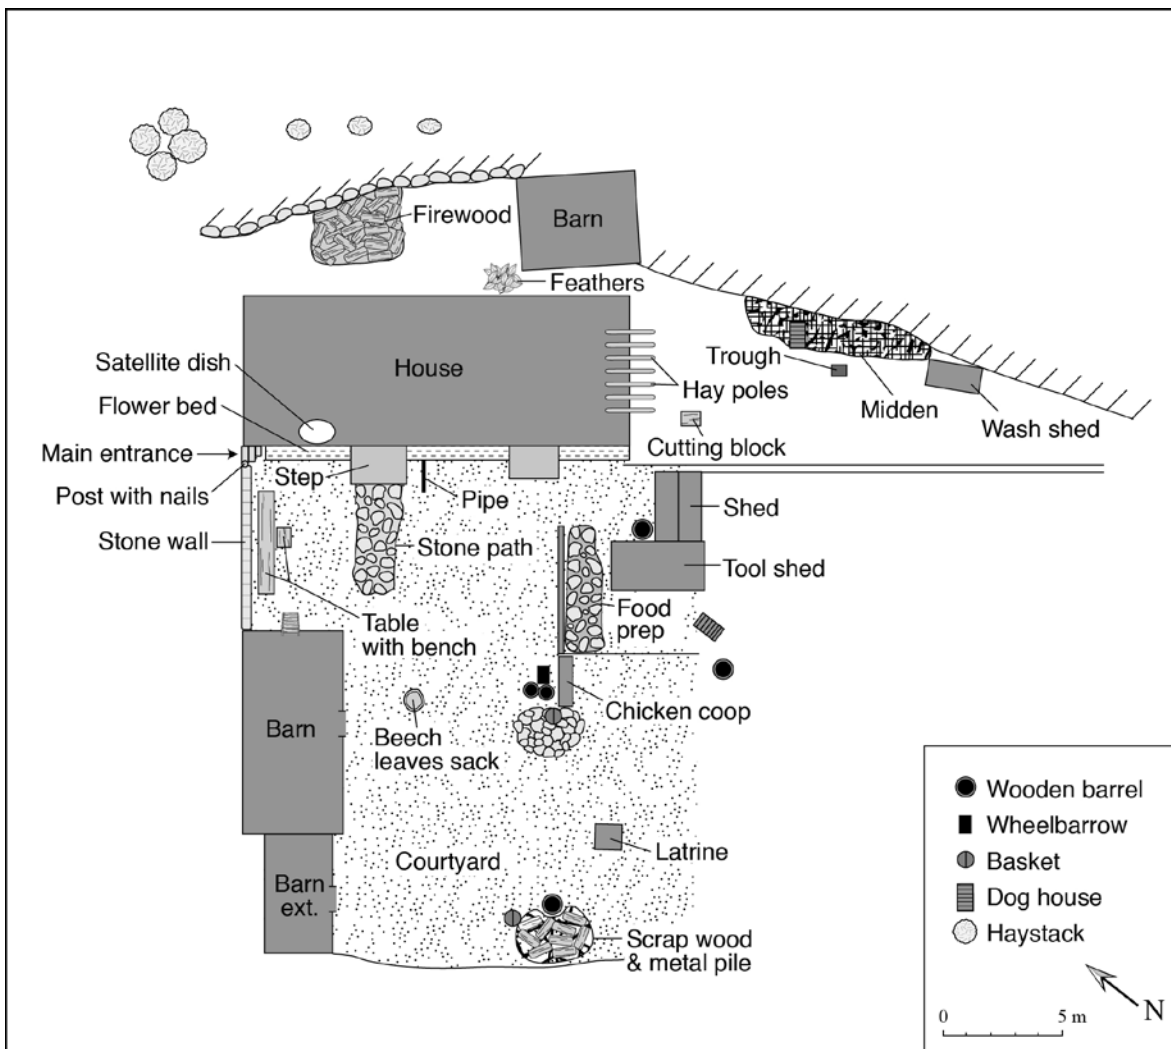 Firewood
Barn
Feathers
Satellite dish
House
Trough
Flower bed
Hay poles
Midden
Main entrance
Cutting block
Wash shed
Step
Post with nails
Pipe
Shed
Stone wall
Stone path
Tool shed
Table
with bench
Food
prep
Chicken coop
Barn
Beech
leaves sack
Wooden barrel
Wheelbarrow
Latrine
Courtyard
Basket
Barn
ext.
Dog house
Haystack
Scrap wood
& metal pile
N
0 5 m